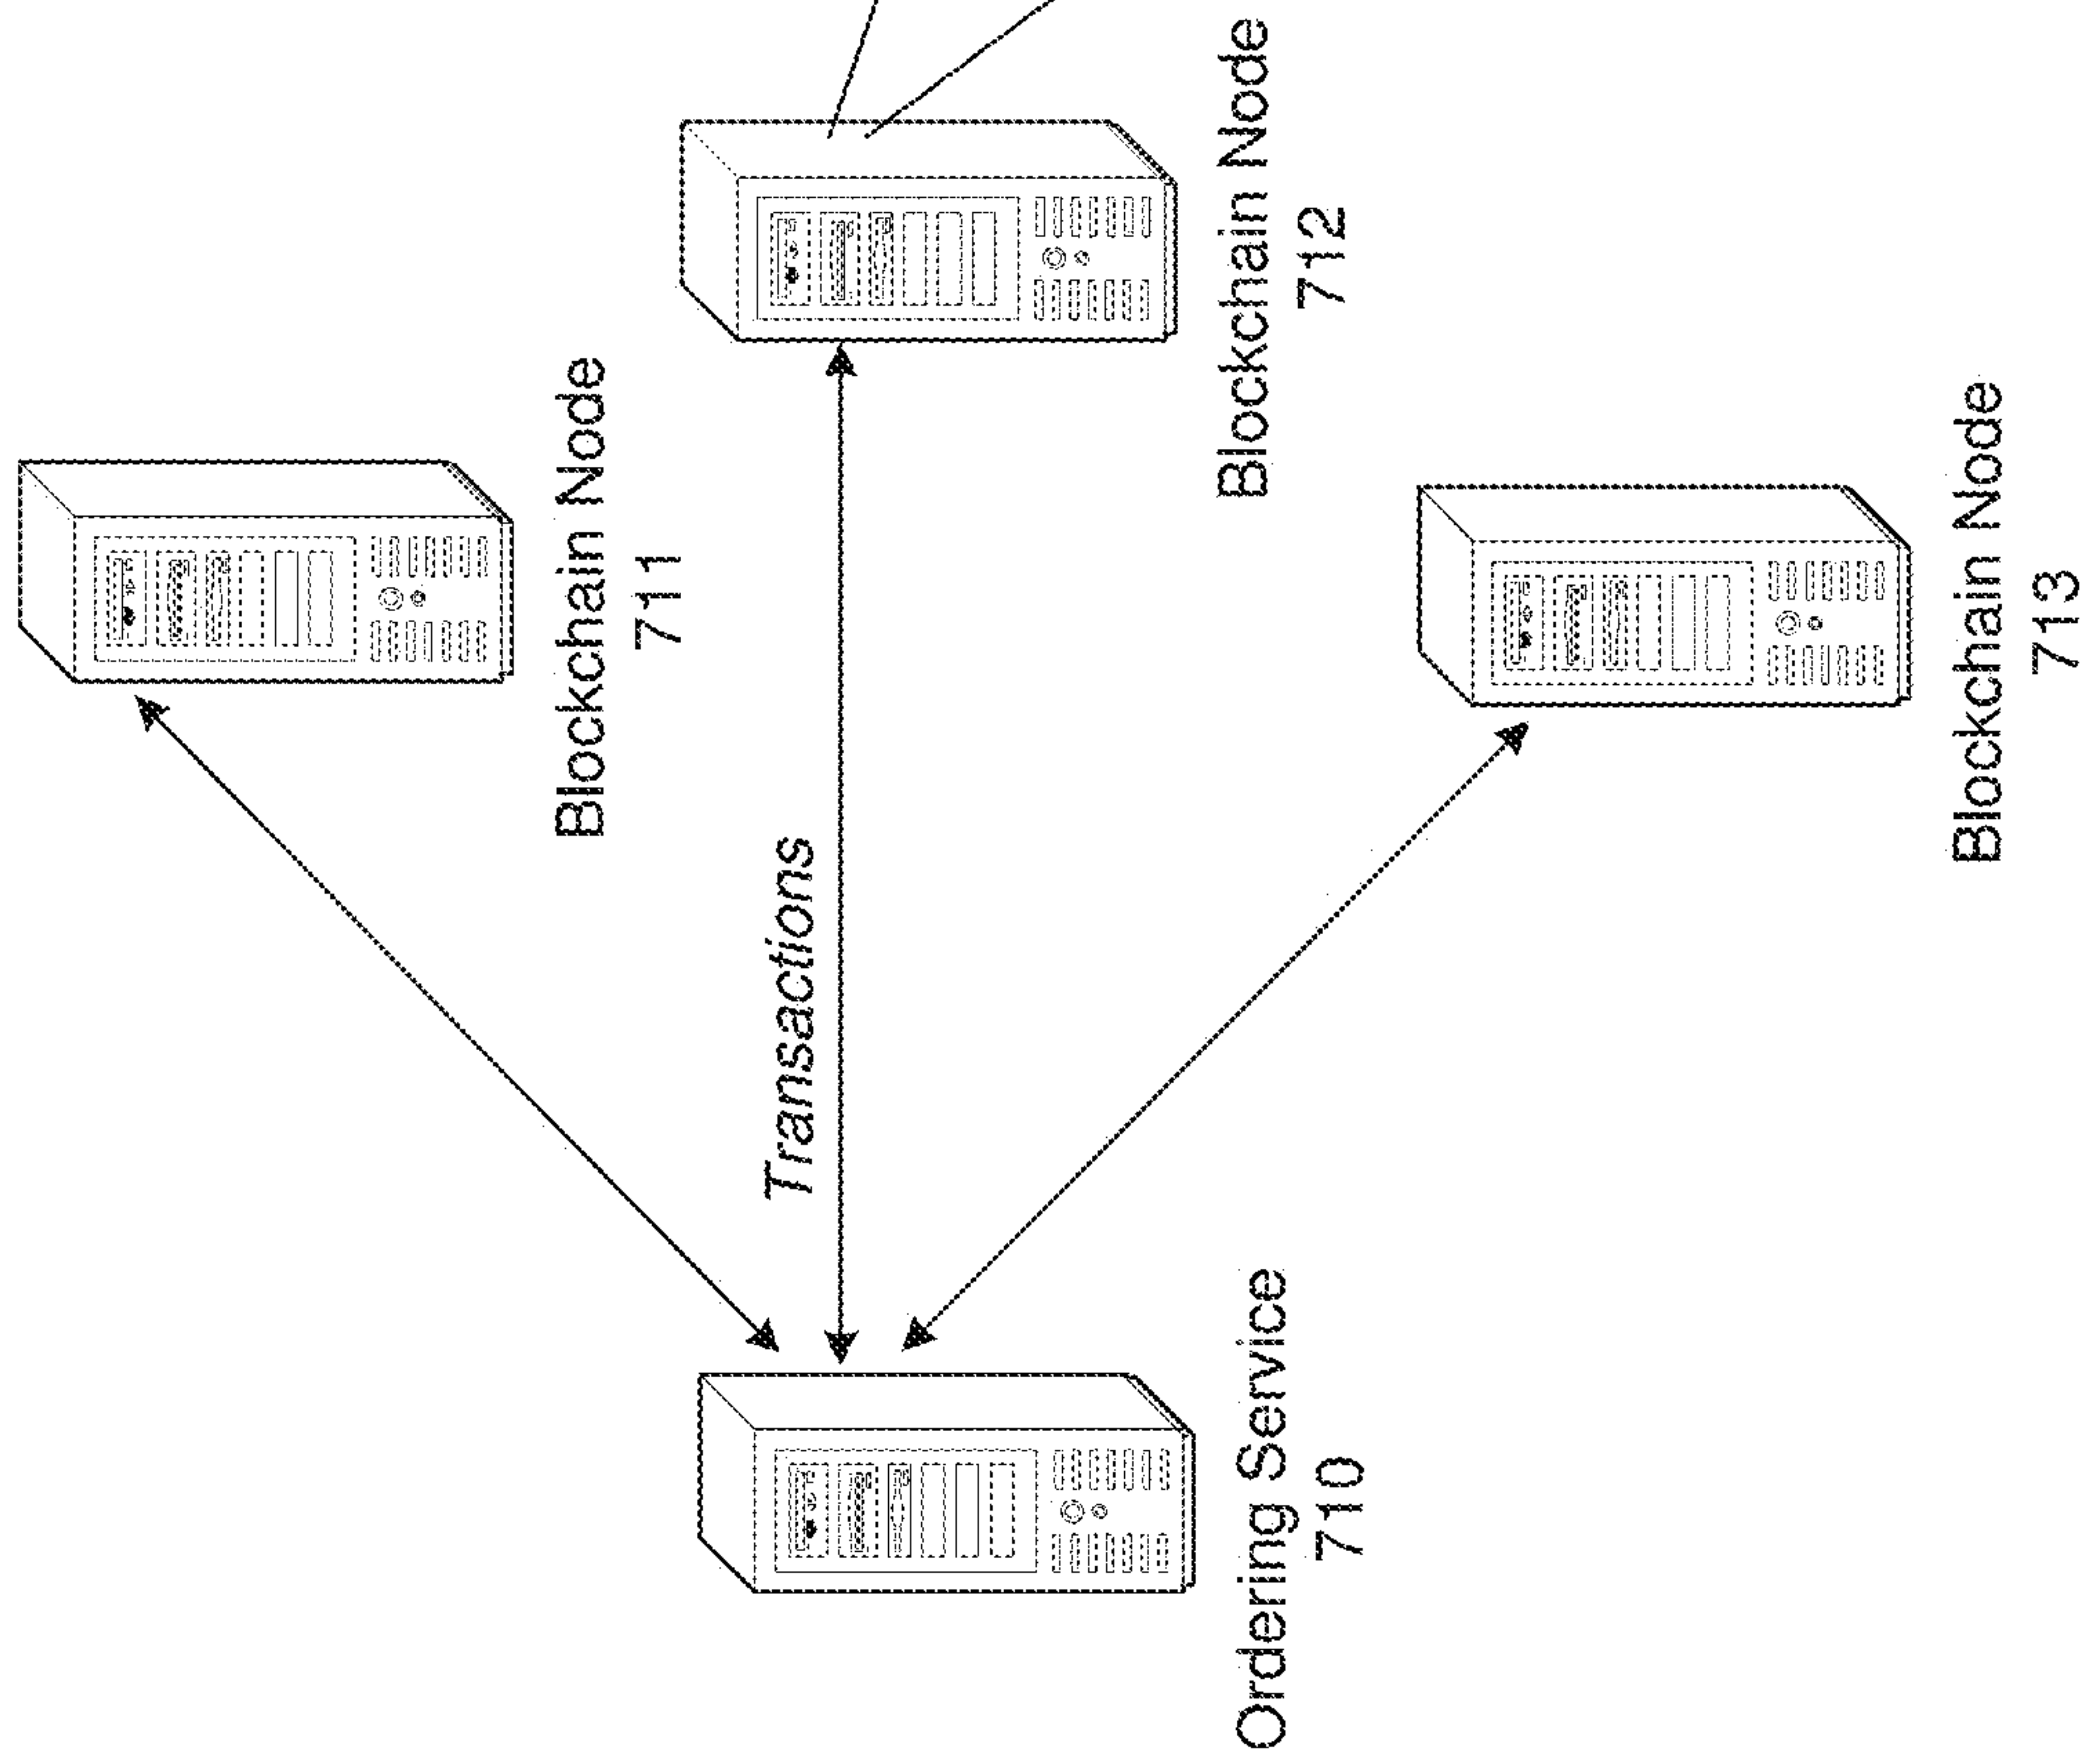 Blockchain Node
711
Transactions
Ordering Service
710
Blockchain Node
712
Blockchain Node
713